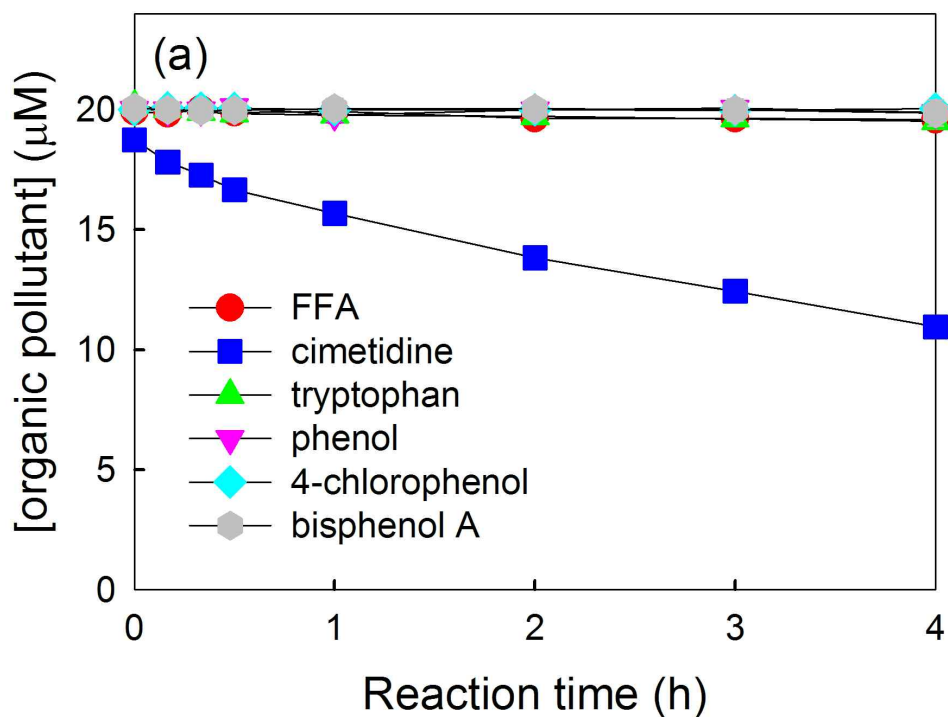 (a)
[organic pollutant] (μM)
20
15
10
5
0
FFA
cimetidine
tryptophan
phenol
4-chlorophenol
bisphenol A
0 1 2 3 4
Reaction time (h)